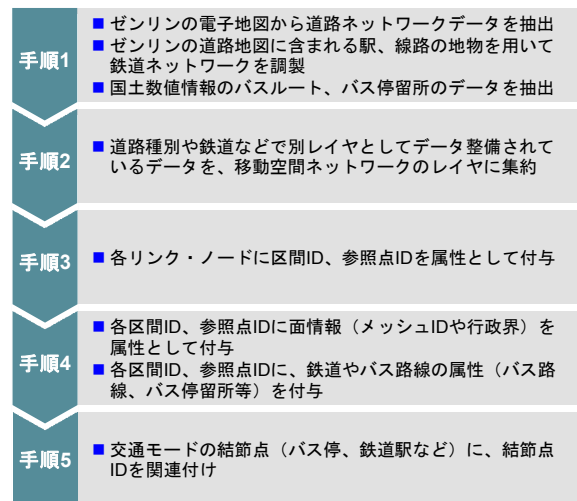 手順1
■ ゼンリンの電子地図から道路ネットワークデータを抽出
■ ゼンリンの道路地図に含まれる駅、線路の地物を用いて
鉄道ネットワークを調製
■ 国土数値情報のバスルート、バス停留所のデータを抽出
手順2
■ 道路種別や鉄道などで別レイヤとしてデータ整備されて
いるデータを、移動空間ネットワークのレイヤに集約
手順3
■ 各リンク・ノードに区間ID、参照点IDを属性として付与
手順4
■ 各区間ID、参照点IDに面情報（メッシュIDや行政界）を
属性として付与
■ 各区間ID、参照点IDに、鉄道やバス路線の属性（バス路
線、バス停留所等）を付与
手順5
■ 交通モードの結節点（バス停、鉄道駅など）に、結節点
IDを関連付け